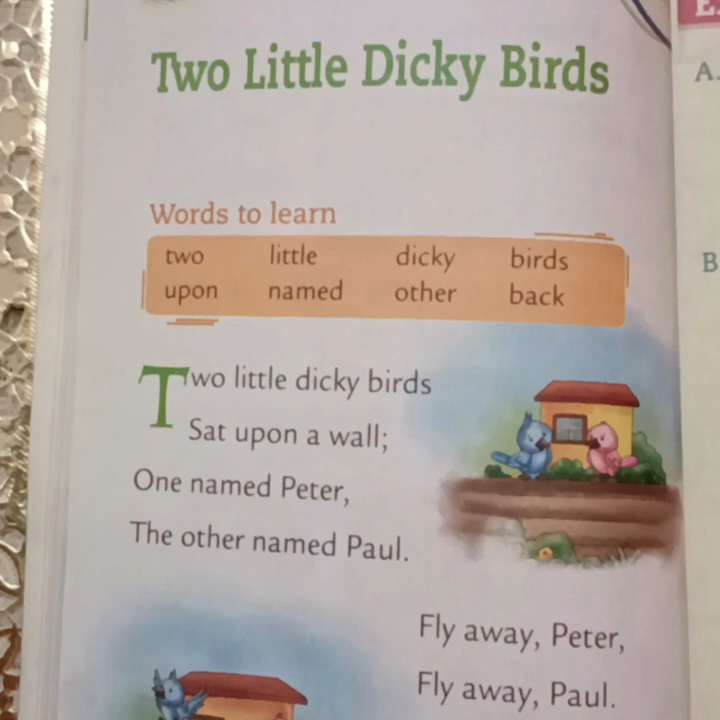 Two Little Dicky Birds
Words to learn
two little dicky birds
upon named other back
Two little dicky birds
Sat upon a wall;
One named Peter,
The other named Paul.
Fly away, Peter,
Fly away, Paul.
A.
B